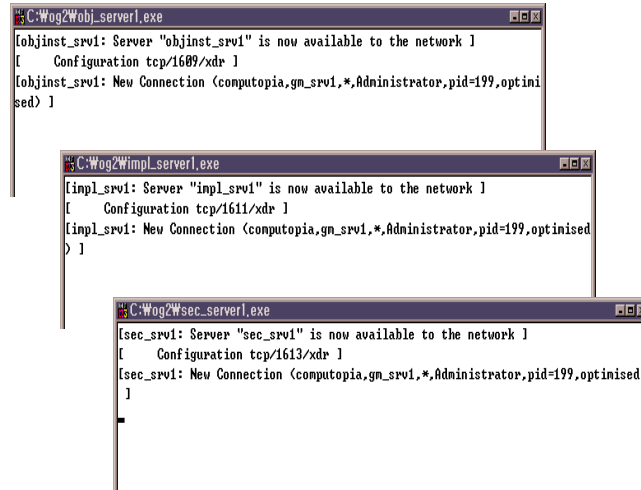 C:₩og2₩obj_server1,exe
[objinst_srv1: Server "objinst_srv1" is now available to the network ]
[     Configuration tcp/1609/xdr ]
[objinst_srv1: New Connection (computopia,gm_srv1,*,Administrator,pid=199,optimi
sed) ]
C:₩og2₩impl_server1,exe
[impl_srv1: Server "impl_srv1" is now available to the network ]
[     Configuration tcp/1611/xdr ]
[impl_srv1: New Connection (computopia,gm_srv1,*,Administrator,pid=199,optimised
) ]
C:₩og2₩sec_server1,exe
[sec_srv1: Server "sec_srv1" is now available to the network ]
[     Configuration tcp/1613/xdr ]
[sec_srv1: New Connection (computopia,gm_srv1,*,Administrator,pid=199,optimised
 ]